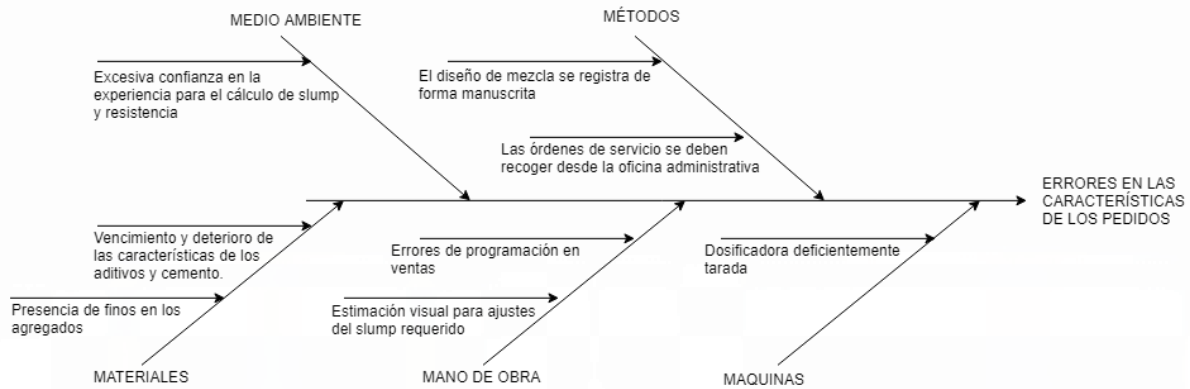 MEDIO AMBIENTE
MÉTODOS
Excesiva confianza en la
experiencia para el cálculo de slump
y resistencia
El diseño de mezcla se registra de
forma manuscrita
Las órdenes de servicio se deben
recoger desde la oficina administrativa
ERRORES EN LAS
CARACTERÍSTICAS
DE LOS PEDIDOS
Vencimiento y deterioro de
las características de los
aditivos y cemento.
Errores de programación en
ventas
Dosificadora deficientemente
tarada
Presencia de finos en los
agregados
Estimación visual para ajustes
del slump requerido
MATERIALES
MANO DE OBRA
MAQUINAS